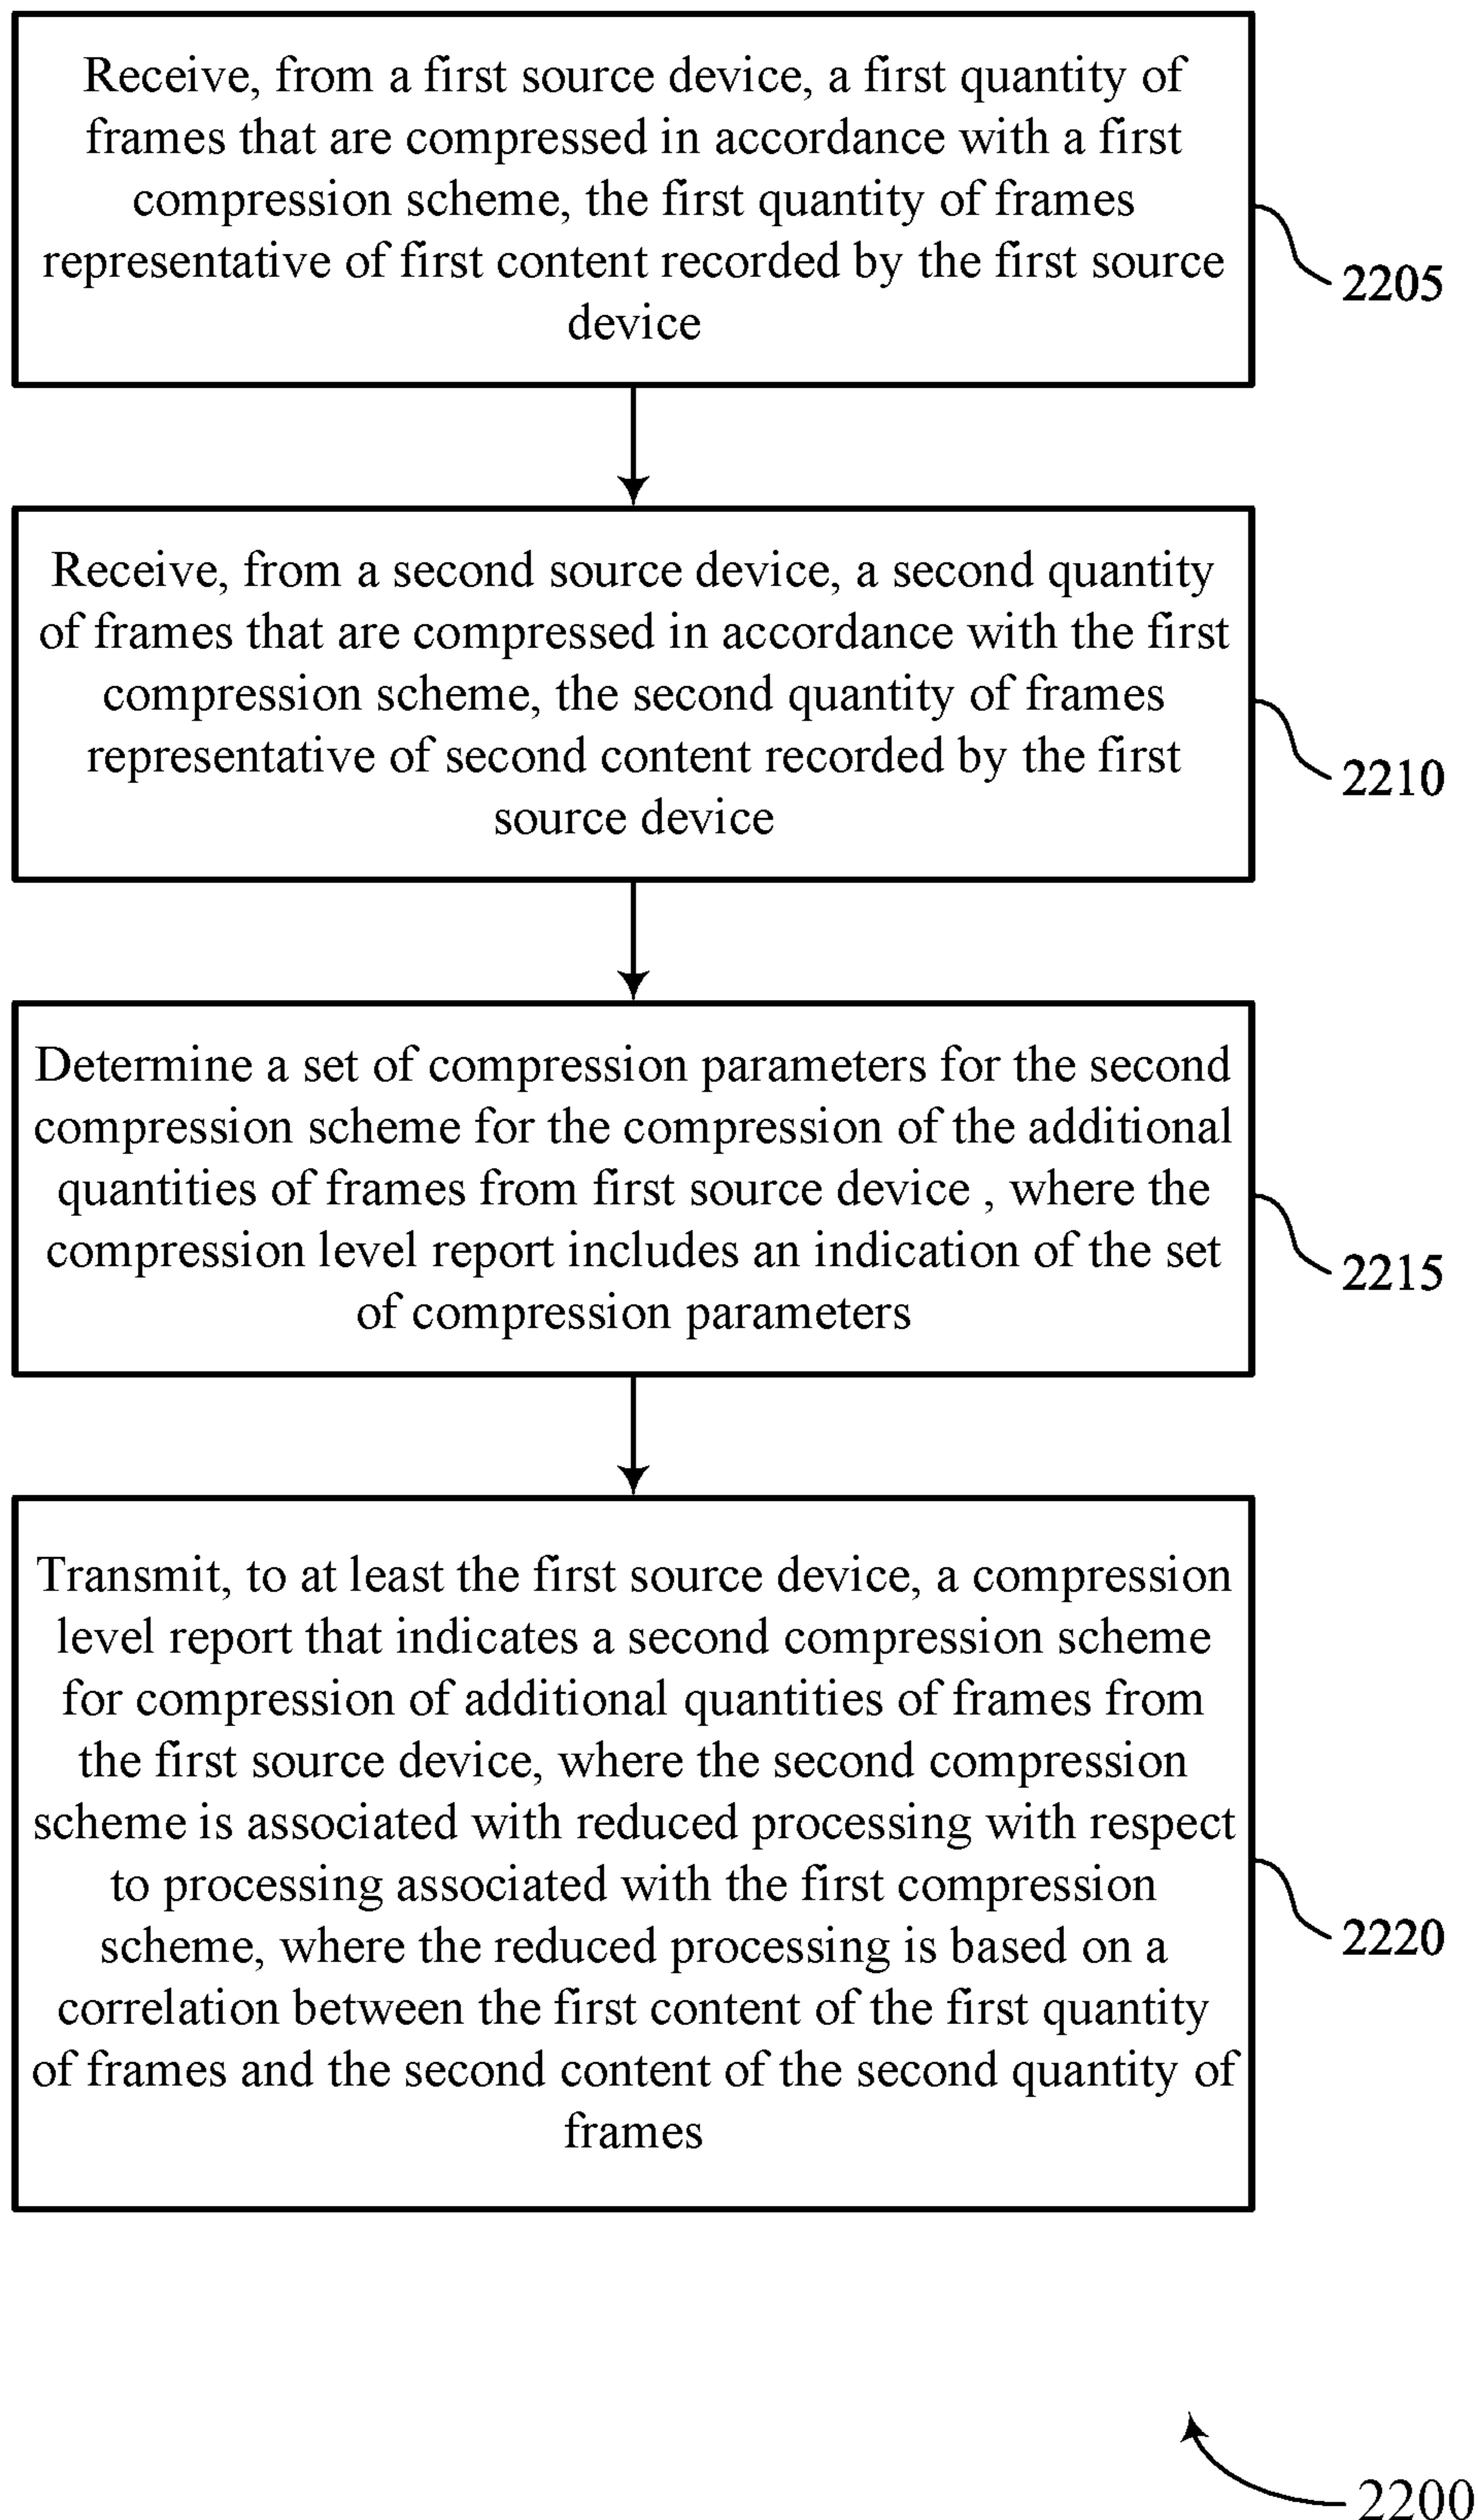 Receive, from a first source device, a first quantity of
frames that are compressed in accordance with a first
compression scheme, the first quantity of frames
representative of first content recorded by the first source
device
2205
Receive, from a second source device, a second quantity
of frames that are compressed in accordance with the first
compression scheme, the second quantity of frames
representative of second content recorded by the first
source device
2210
Determine a set of compression parameters for the second
compression scheme for the compression of the additional
quantities of frames from first source device , where the
compression level report includes an indication of the set
of compression parameters
2215
Transmit, to at least the first source device, a compression
level report that indicates a second compression scheme
for compression of additional quantities of frames from
the first source device, where the second compression
scheme is associated with reduced processing with respect
to processing associated with the first compression
scheme, where the reduced processing is based on a
correlation between the first content of the first quantity
of frames and the second content of the second quantity of
frames
2220
2200